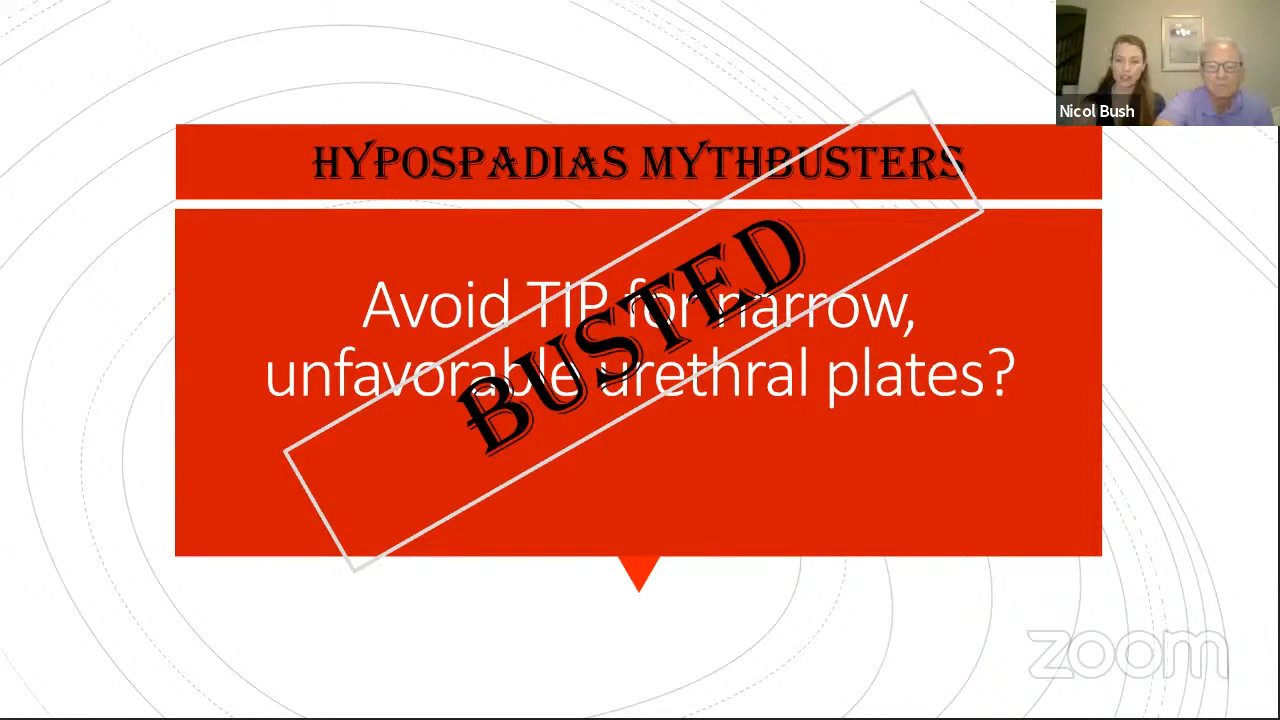 Nicol Bush
HYPOSPADIAS MYTHBUSTERS
Avoid TIP for narrow,
unfavorable urethral plates?
BUSTED
zoom